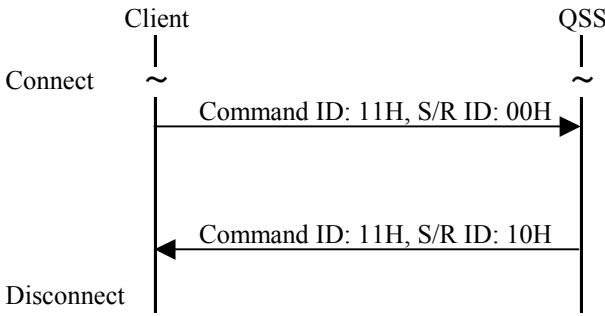 Client QSS
Connect ~ ~
Command ID: 11H, S/R ID: 00H
Command ID: 11H, S/R ID: 10H
Disconnect